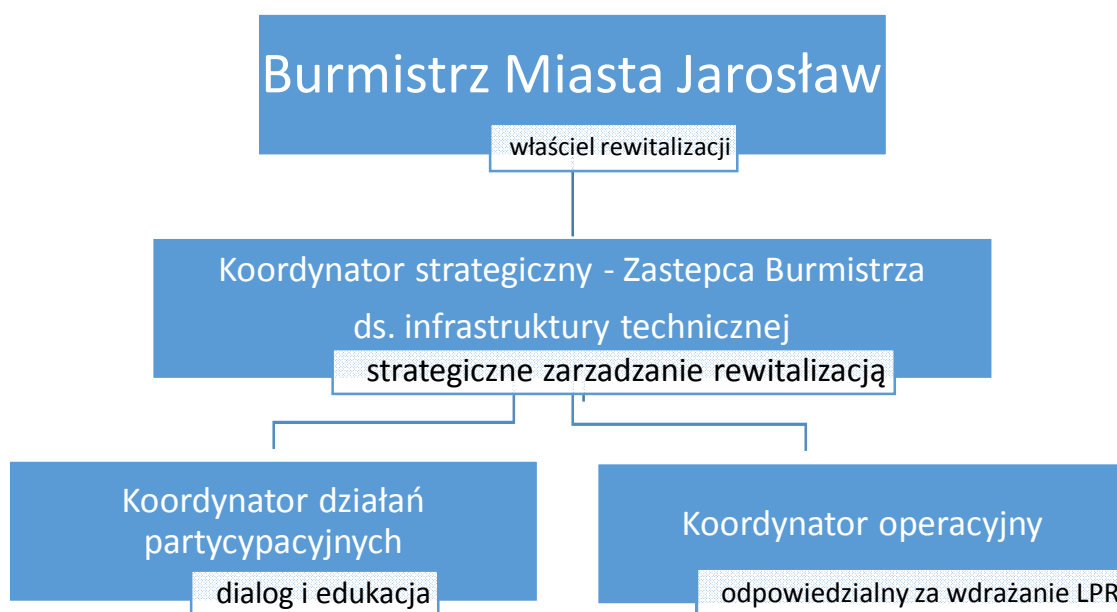 Burmistrz Miasta Jarosław
właściel rewitalizacji
Koordynator strategiczny - Zastepca Burmistrza
ds. infrastruktury technicznej
strategiczne zarzadzanie rewitalizacją
Koordynator działań
partycypacyjnych
dialog i edukacja
Koordynator operacyjny
odpowiedzialny za wdrażanie LPR